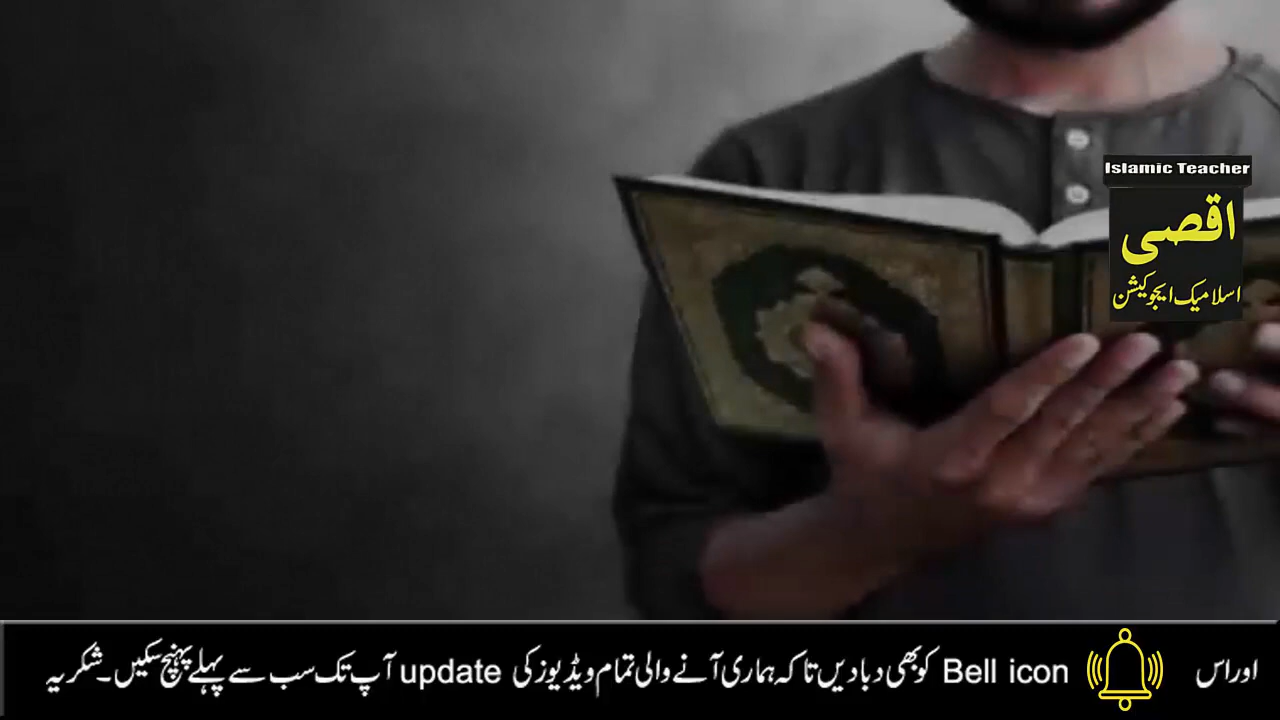 Islamic Teacher
اقصی
اسلامیک ایجوکیشن
اور اس Bell icon کو بھی دبا دیں تا کہ ہماری آنے والی تمام ویڈیوز کی update آپ تک سب سے پہلے پہنچ سکیں۔ شکریہ